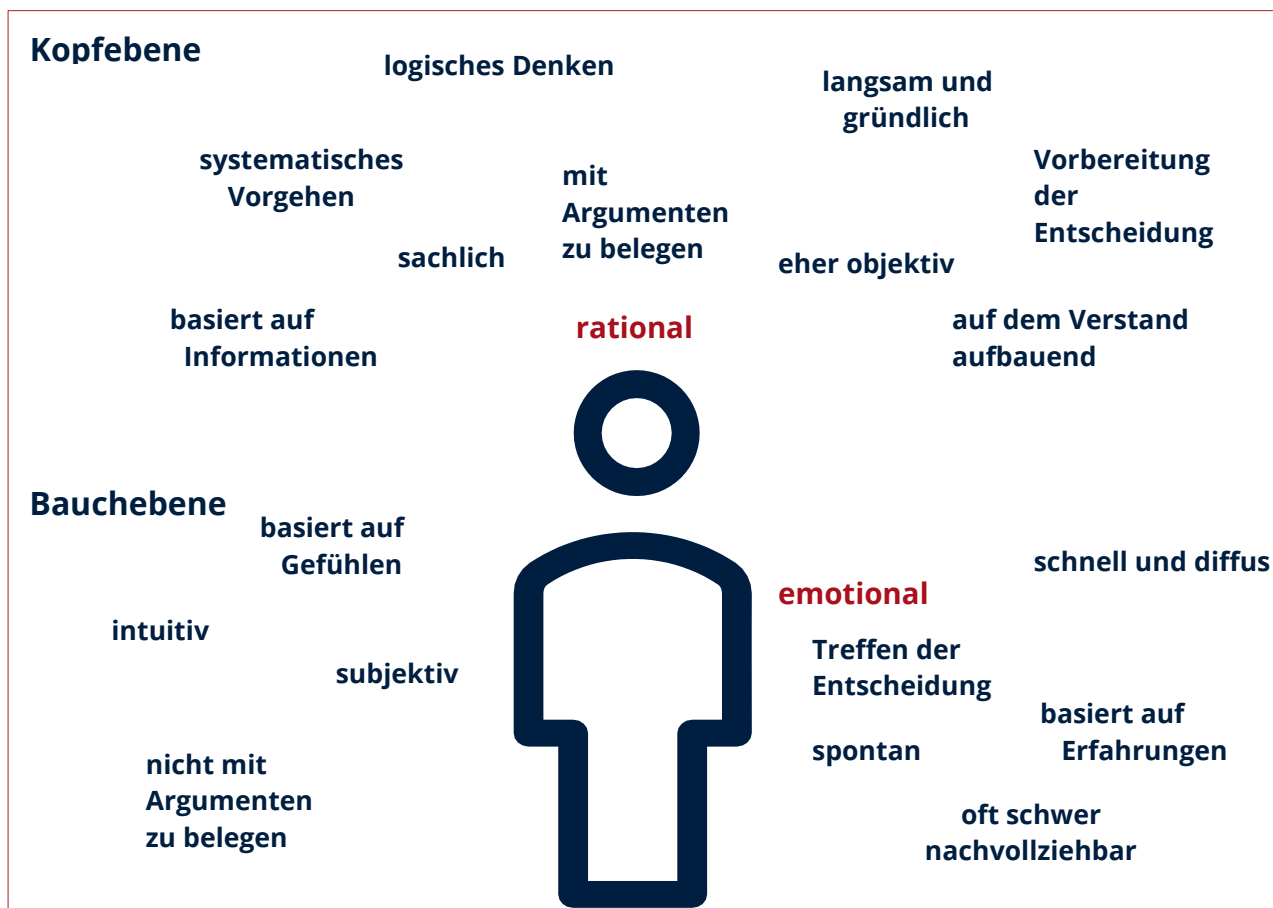 Kopfebene
logisches Denken
langsam und
gründlich
systematisches
Vorgehen
mit
Argumenten
zu belegen
Vorbereitung
der
Entscheidung
sachlich
eher objektiv
basiert auf
Informationen
rational
auf dem Verstand
aufbauend
Bauchebene
basiert auf
Gefühlen
schnell und diffus
emotional
intuitiv
subjektiv
Treffen der
Entscheidung
basiert auf
Erfahrungen
spontan
nicht mit
Argumenten
zu belegen
oft schwer
nachvollziehbar